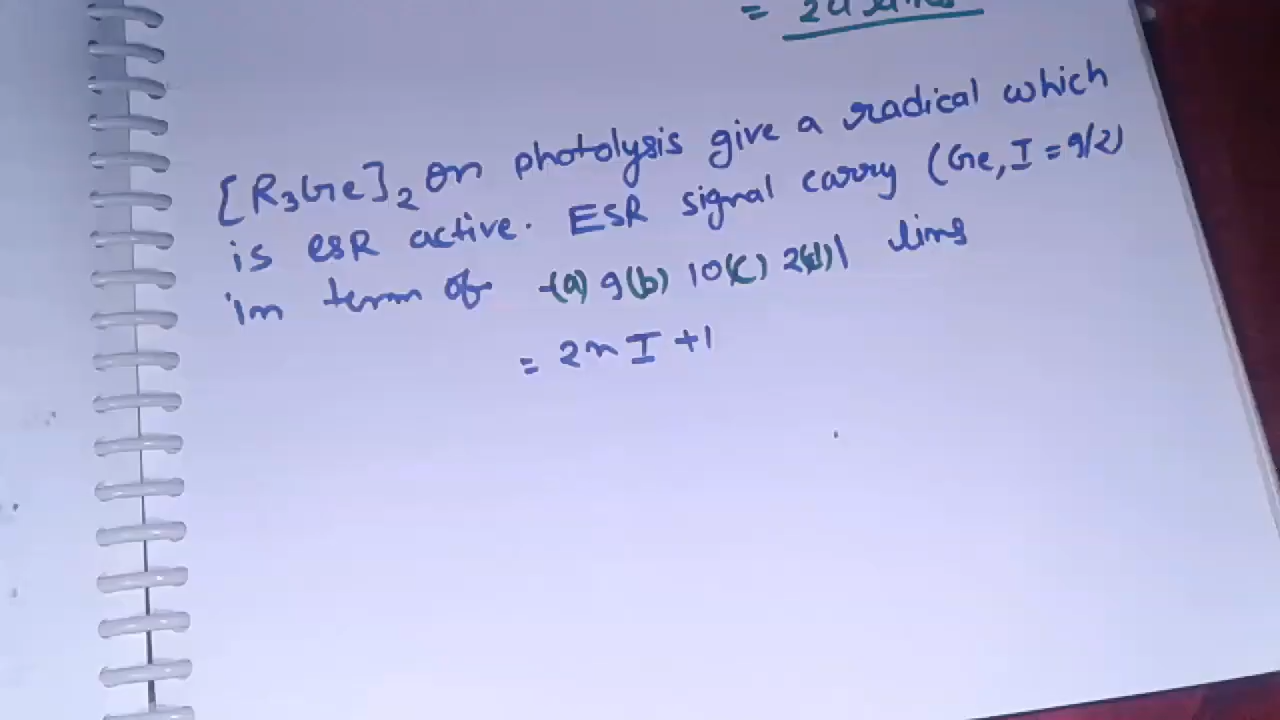 =
[R3Ge]2 on photolysis give a radical which
is esR active. ESR signal carry (Ge, I = 9/2)
in term of -(a) 9(b) 10(c) 2(d)1 lins
= 2nI+1